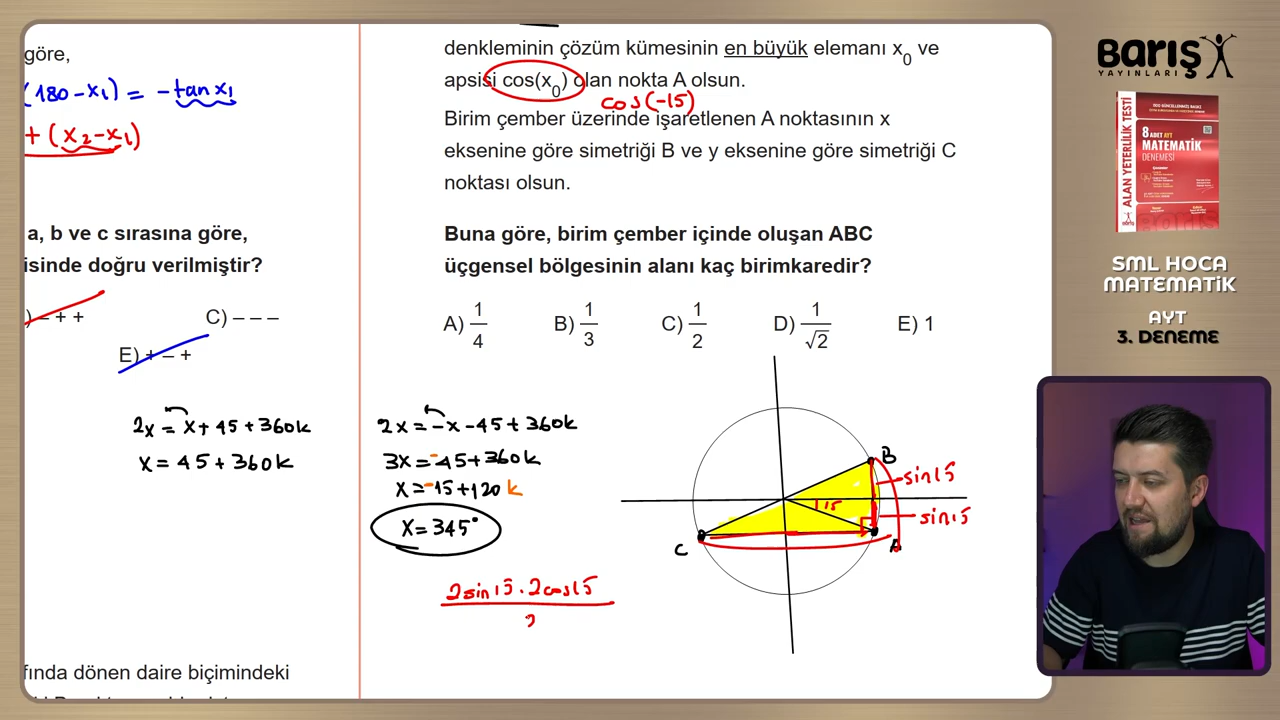 göre,
(180-x₁) = -tanx₁
+ (x₂-x₁)
a, b ve c sırasına göre,
isinde doğru verilmiştir?
) – + +
C) – – –
E) + – +
2x = x + 45 + 360k
x = 45 + 360k
fında dönen daire biçimindeki
denkleminin çözüm kümesinin en büyük elemanı x₀ ve
apsisi cos(x₀) olan nokta A olsun.
cos(-15)
Birim çember üzerinde işaretlenen A noktasının x
eksenine göre simetriği B ve y eksenine göre simetriği C
noktası olsun.
Buna göre, birim çember içinde oluşan ABC
üçgensel bölgesinin alanı kaç birimkaredir?
A) 1/4 B) 1/3 C) 1/2 D) 1/√2 E) 1
2x = -x - 45 + 360k
3x = -45 + 360k
x = -15 + 120k
x = 345°
2sin15 . 2cos15
B
sin15
15
sin15
C
A
BARIŞ
YAYINLARI
ALAN YETERLİLİK TESTİ
8 ADET AYT
MATEMATİK
DENEMESİ
SML HOCA
MATEMATİK
AYT
3. DENEME